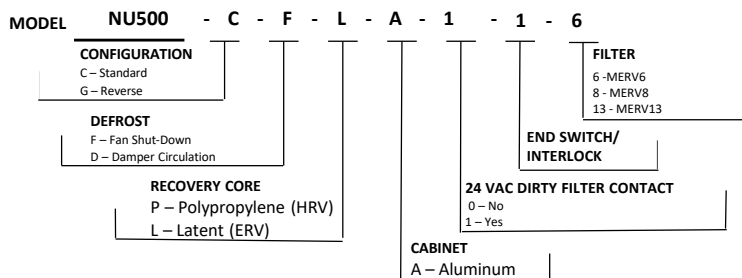 MODEL NU500 - C - F - L - A - 1 - 1 - 6
CONFIGURATION
C – Standard
G – Reverse
FILTER
6 -MERV6
8 - MERV8
13 - MERV13
DEFROST
F – Fan Shut-Down
D – Damper Circulation
END SWITCH/
INTERLOCK
RECOVERY CORE
P – Polypropylene (HRV)
L – Latent (ERV)
24 VAC DIRTY FILTER CONTACT
0 – No
1 – Yes
CABINET
A – Aluminum